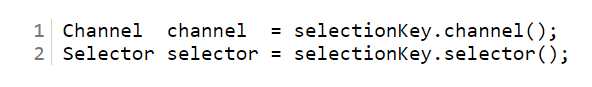 1 Channel  channel  = selectionKey.channel();
2 Selector selector = selectionKey.selector();